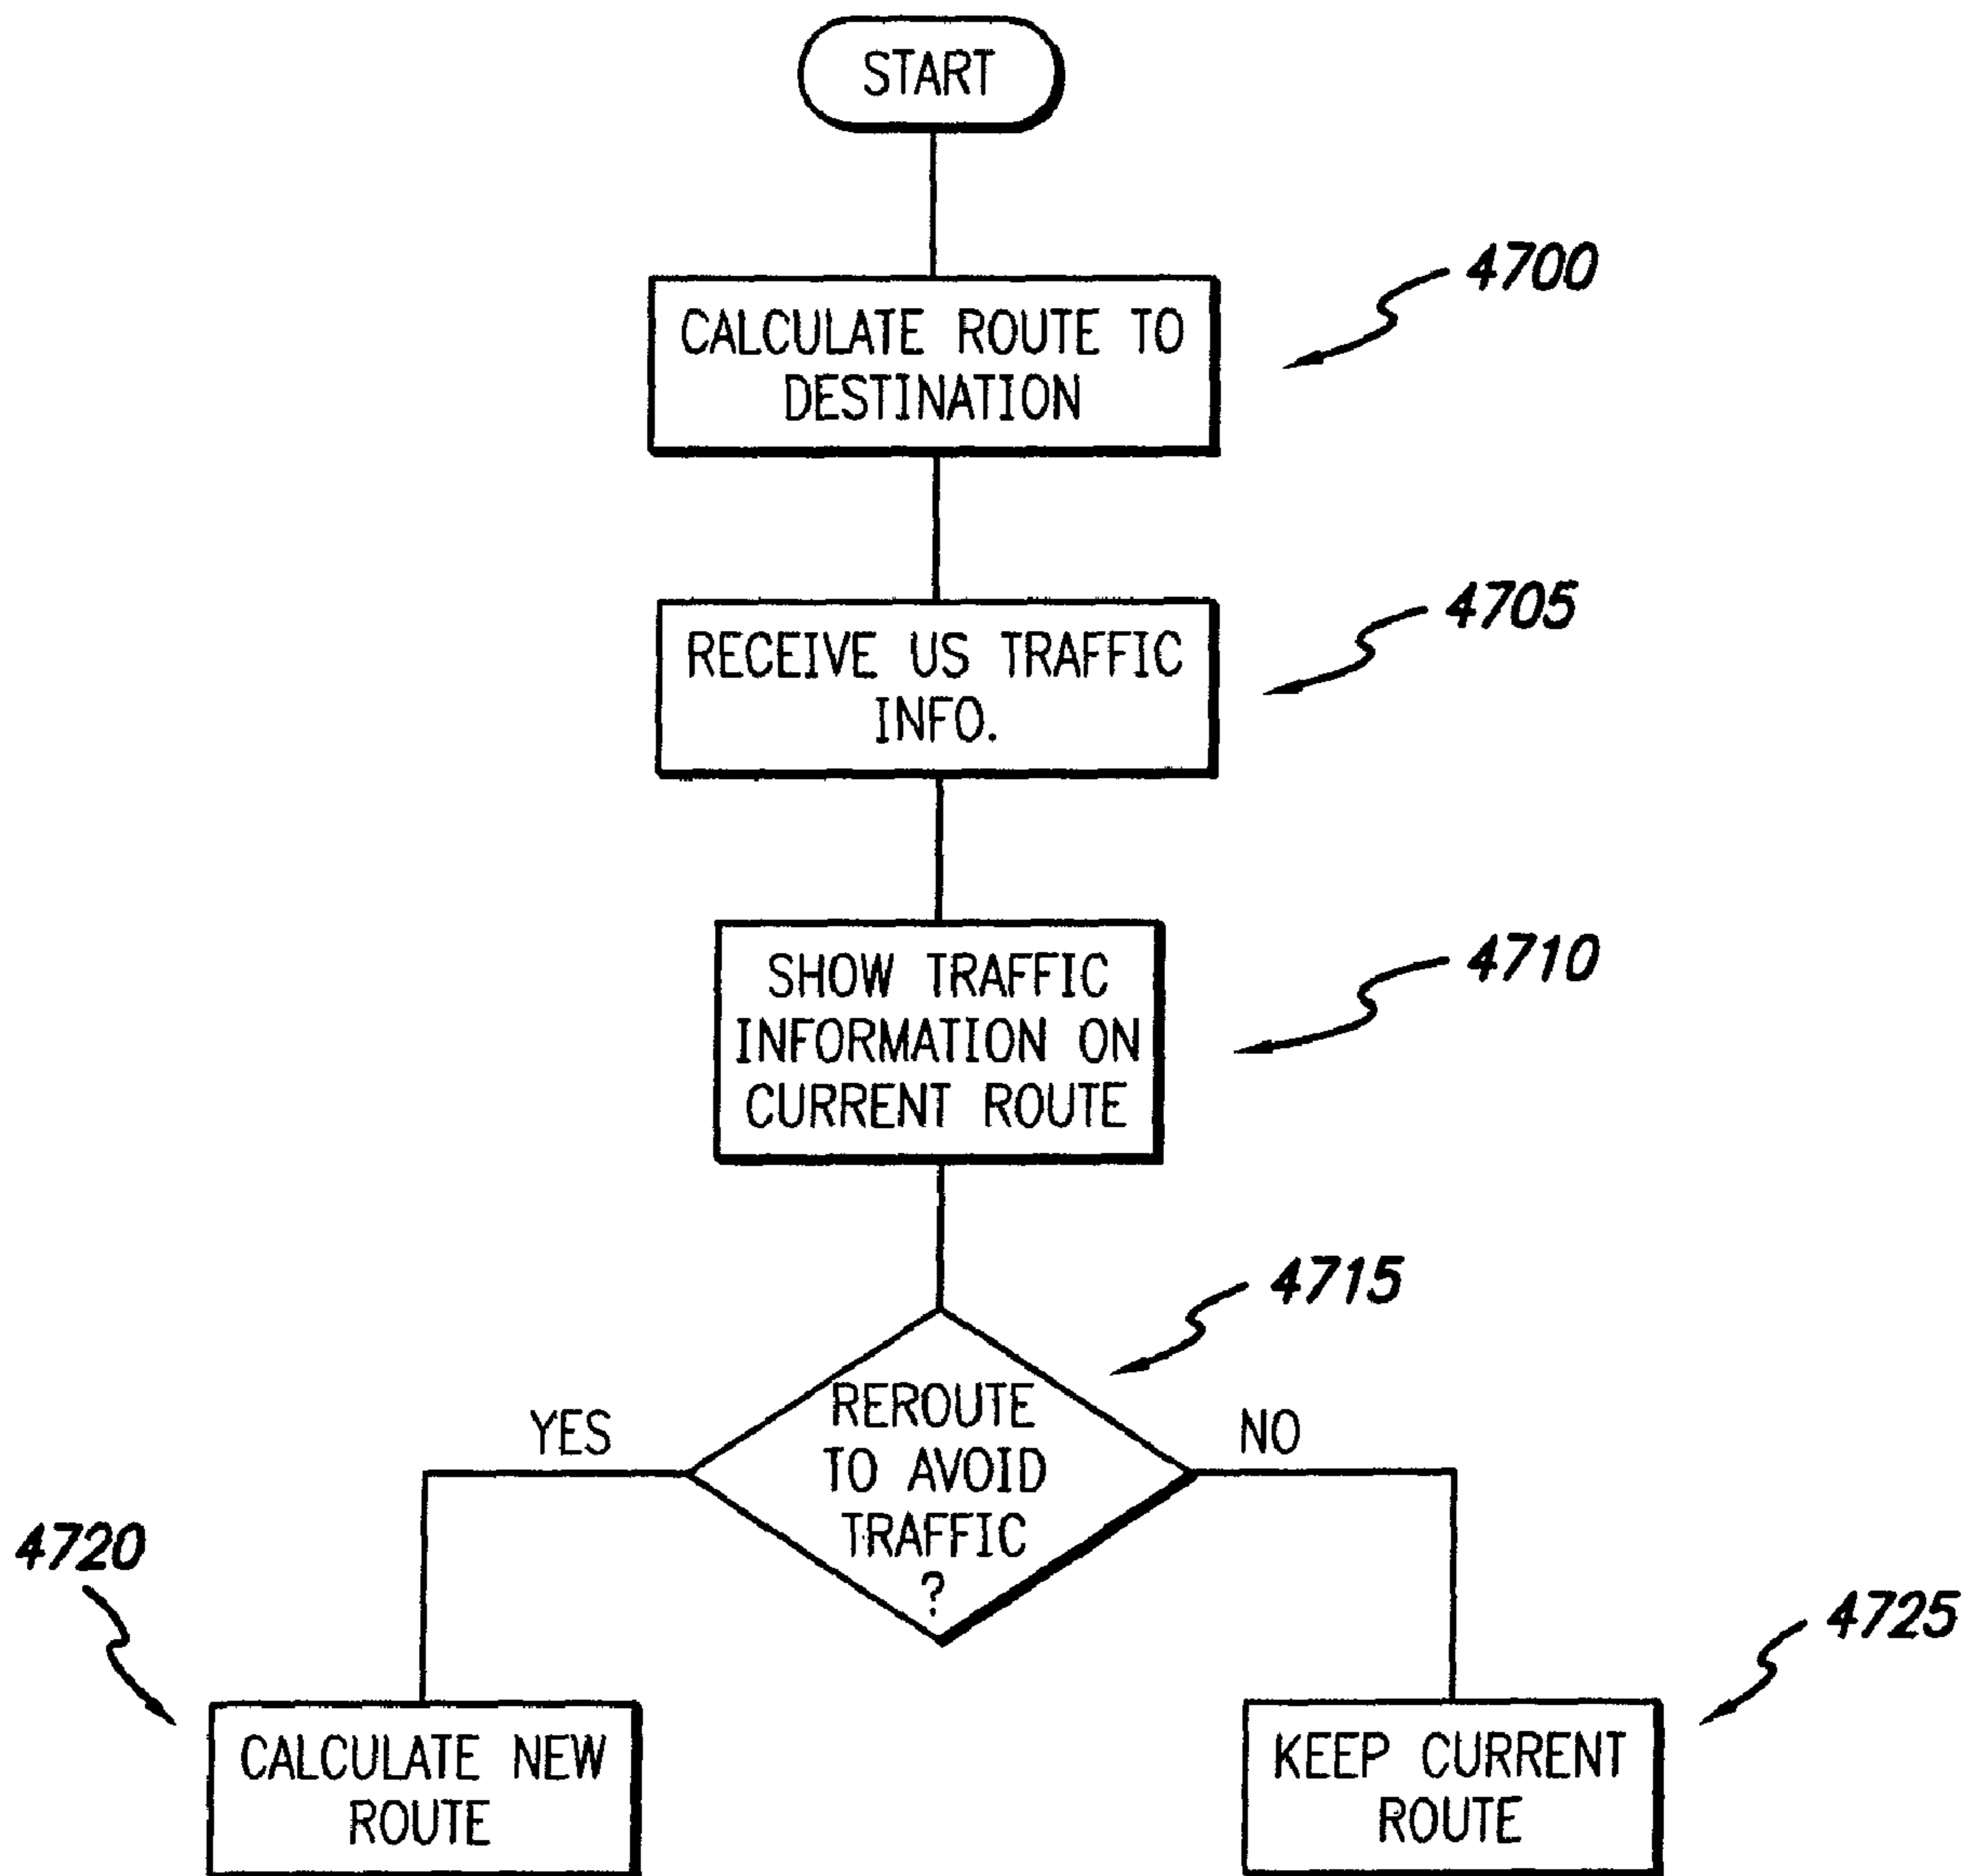 START
CALCULATE ROUTE TO
DESTINATION
4700
RECEIVE US TRAFFIC
INFO.
4705
SHOW TRAFFIC
INFORMATION ON
CURRENT ROUTE
4710
REROUTE
TO AVOID
TRAFFIC
?
4715
YES
NO
4720
CALCULATE NEW
ROUTE
4725
KEEP CURRENT
ROUTE